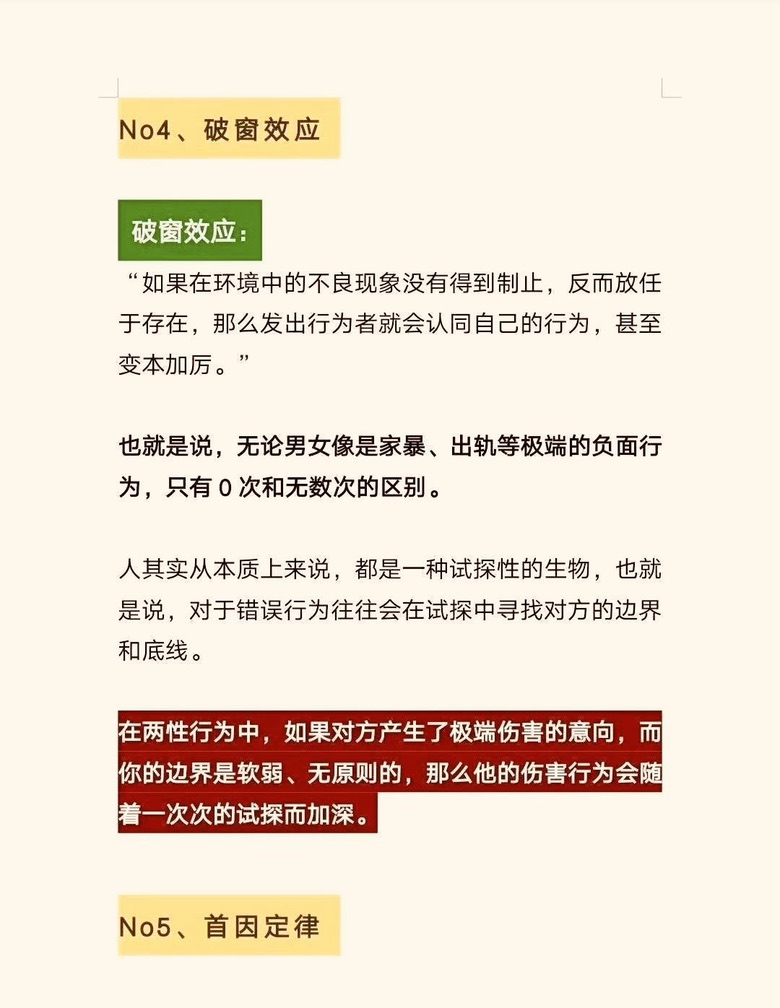 No4、破窗效应
破窗效应：
“如果在环境中的不良现象没有得到制止，反而放任
于存在，那么发出行为者就会认同自己的行为，甚至
变本加厉。”
也就是说，无论男女像是家暴、出轨等极端的负面行
为，只有 0 次和无数次的区别。
人其实从本质上来说，都是一种试探性的生物，也就
是说，对于错误行为往往会在试探中寻找对方的边界
和底线。
在两性行为中，如果对方产生了极端伤害的意向，而
你的边界是软弱、无原则的，那么他的伤害行为会随
着一次次的试探而加深。
No5、首因定律